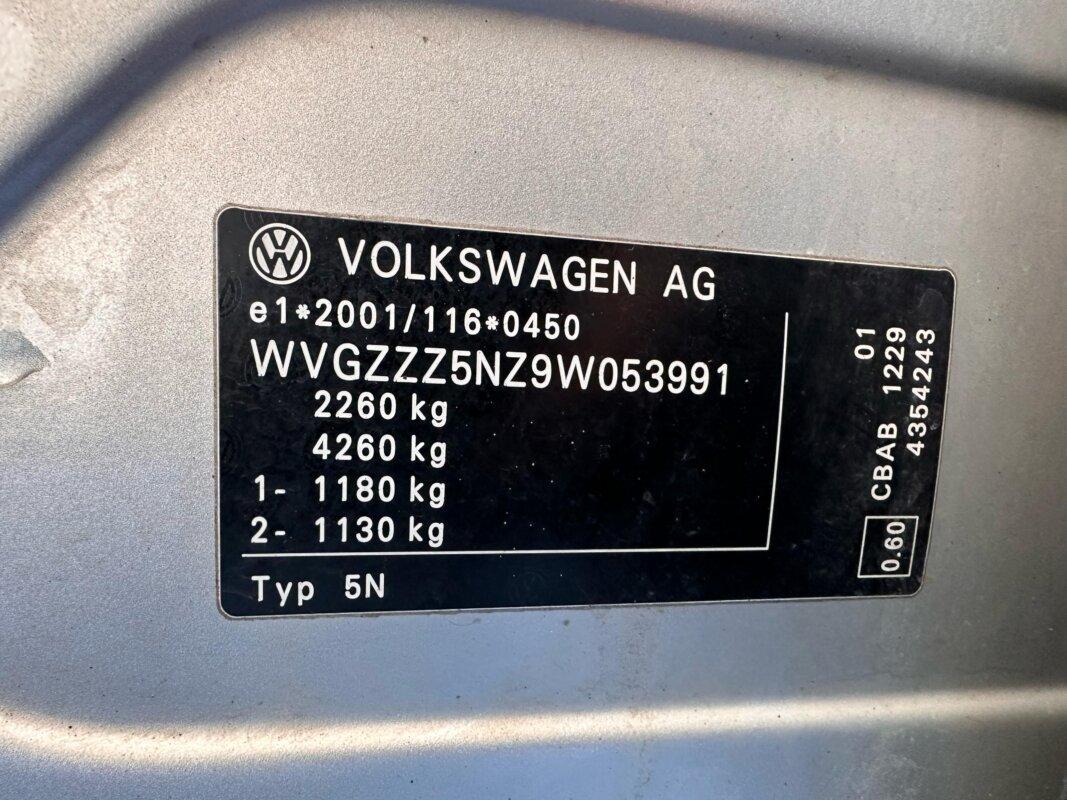 VOLKSWAGEN AG
e1*2001/116*0450
WVGZZZ5NZ9W053991
2260 kg
4260 kg
1- 1180 kg
2- 1130 kg
Typ 5N
01
CBAB 1229
4354243
0.60